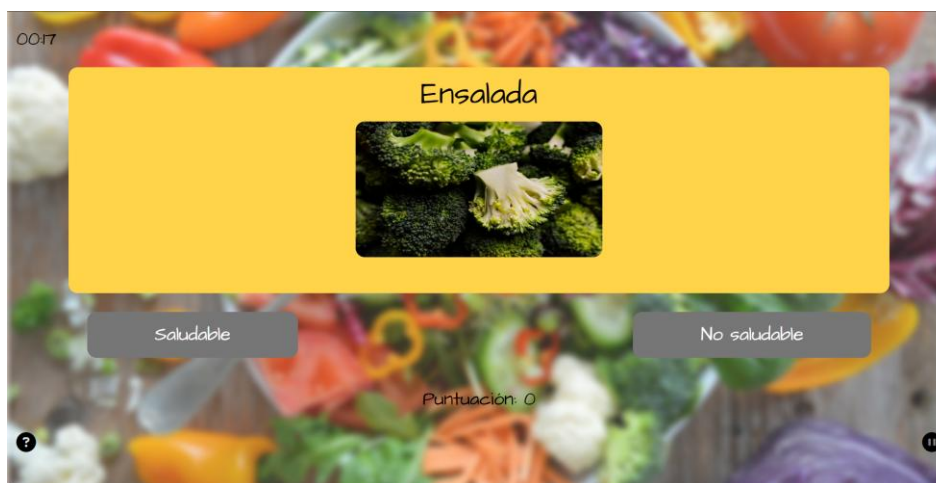 00:17
Ensalada
Saludable
No saludable
Puntuación: 0
?